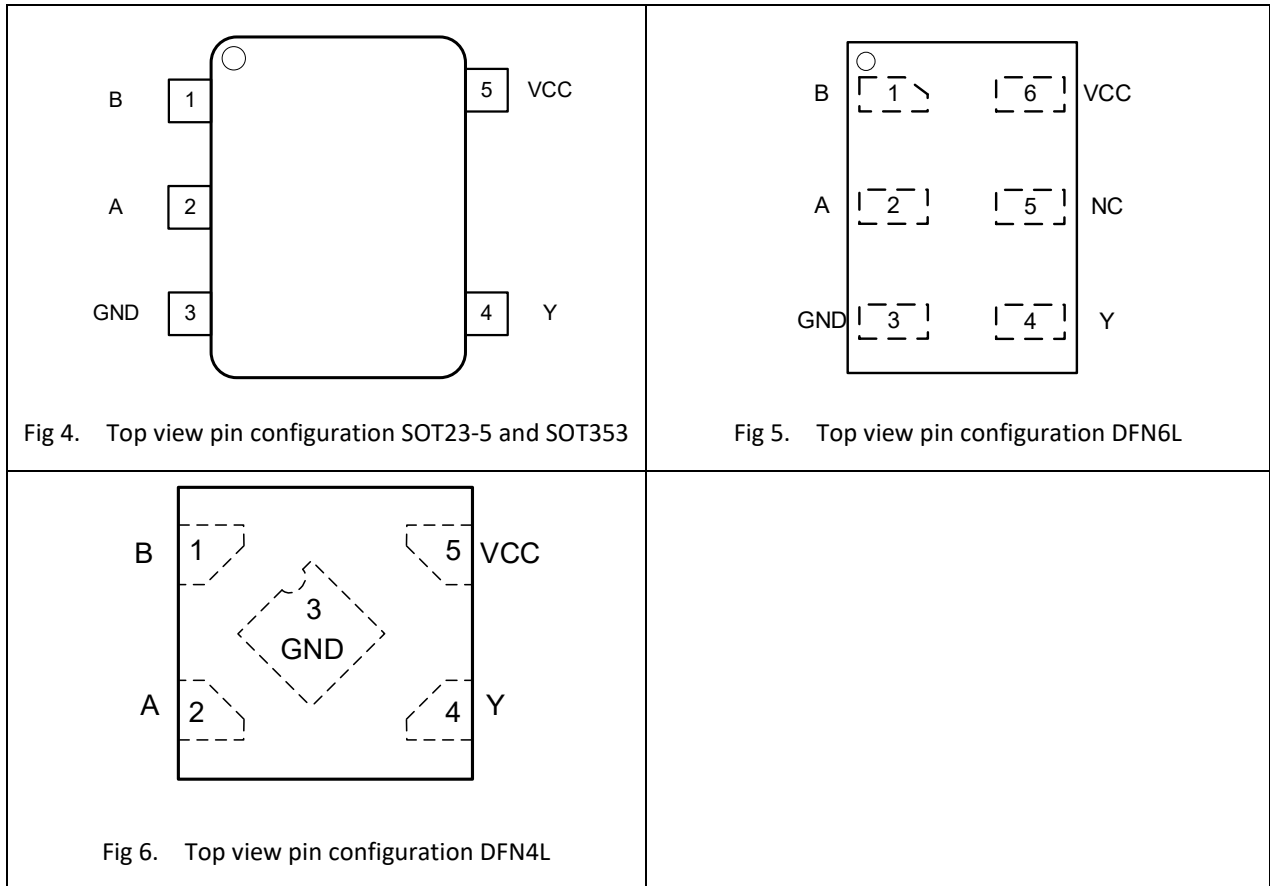 B 1 5 VCC
A 2
GND 3 4 Y
Fig 4. Top view pin configuration SOT23-5 and SOT353
B 1 6 VCC
A 2 5 NC
GND 3 4 Y
Fig 5. Top view pin configuration DFN6L
B 1 5 VCC
3
GND
A 2 4 Y
Fig 6. Top view pin configuration DFN4L